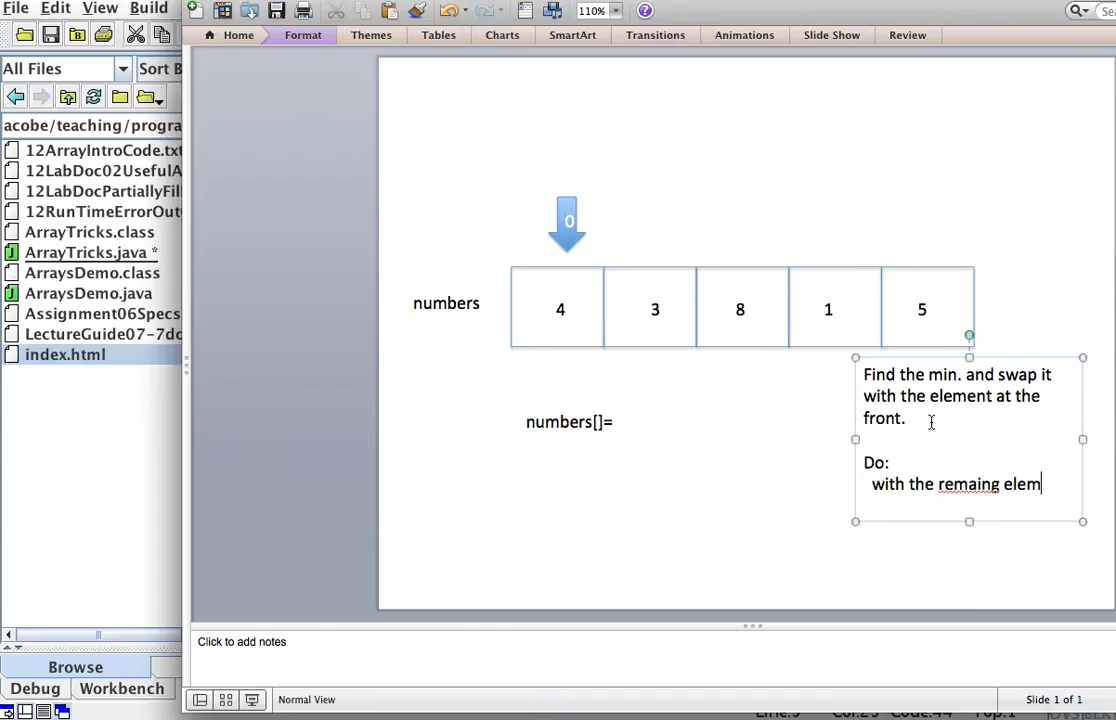 File Edit View Build
110%
Home Format Themes Tables Charts SmartArt Transitions Animations Slide Show Review
All Files
Sort B
acobe/teaching/progra
12ArrayIntroCode.txt
12LabDoc02UsefulA
12LabDocPartiallyFil
12RunTimeErrorOut
ArrayTricks.class
ArrayTricks.java *
ArraysDemo.class
ArraysDemo.java
Assignment06Specs
LectureGuide07-7do
index.html
Browse
Debug Workbench
0
numbers
4 3 8 1 5
numbers[]=
Find the min. and swap it
with the element at the
front.
Do:
with the remaing elem
Click to add notes
Normal View
Slide 1 of 1